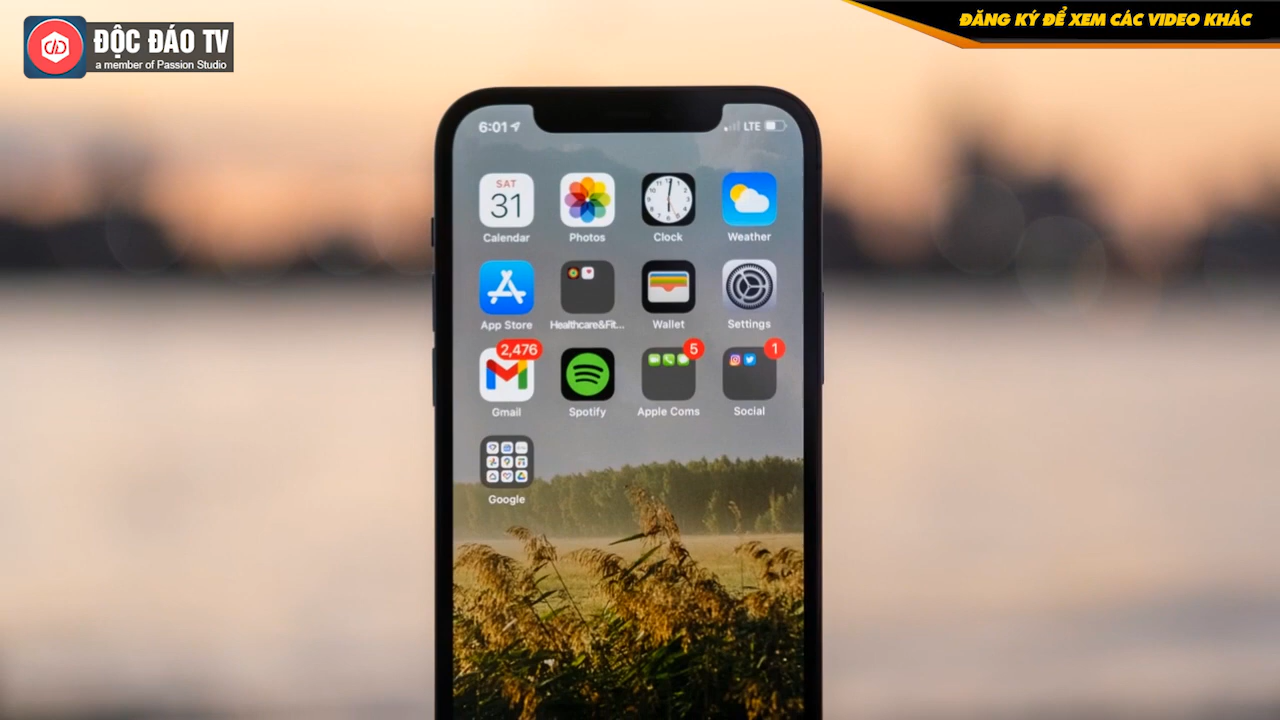 ĐỘC ĐÁO TV
a member of Passion Studio
ĐĂNG KÝ ĐỂ XEM CÁC VIDEO KHÁC
6:01 LTE
SAT
31
Calendar Photos Clock Weather
App Store Healthcare&Fit... Wallet Settings
2,476 5 1
Gmail Spotify Apple Coms Social
Google